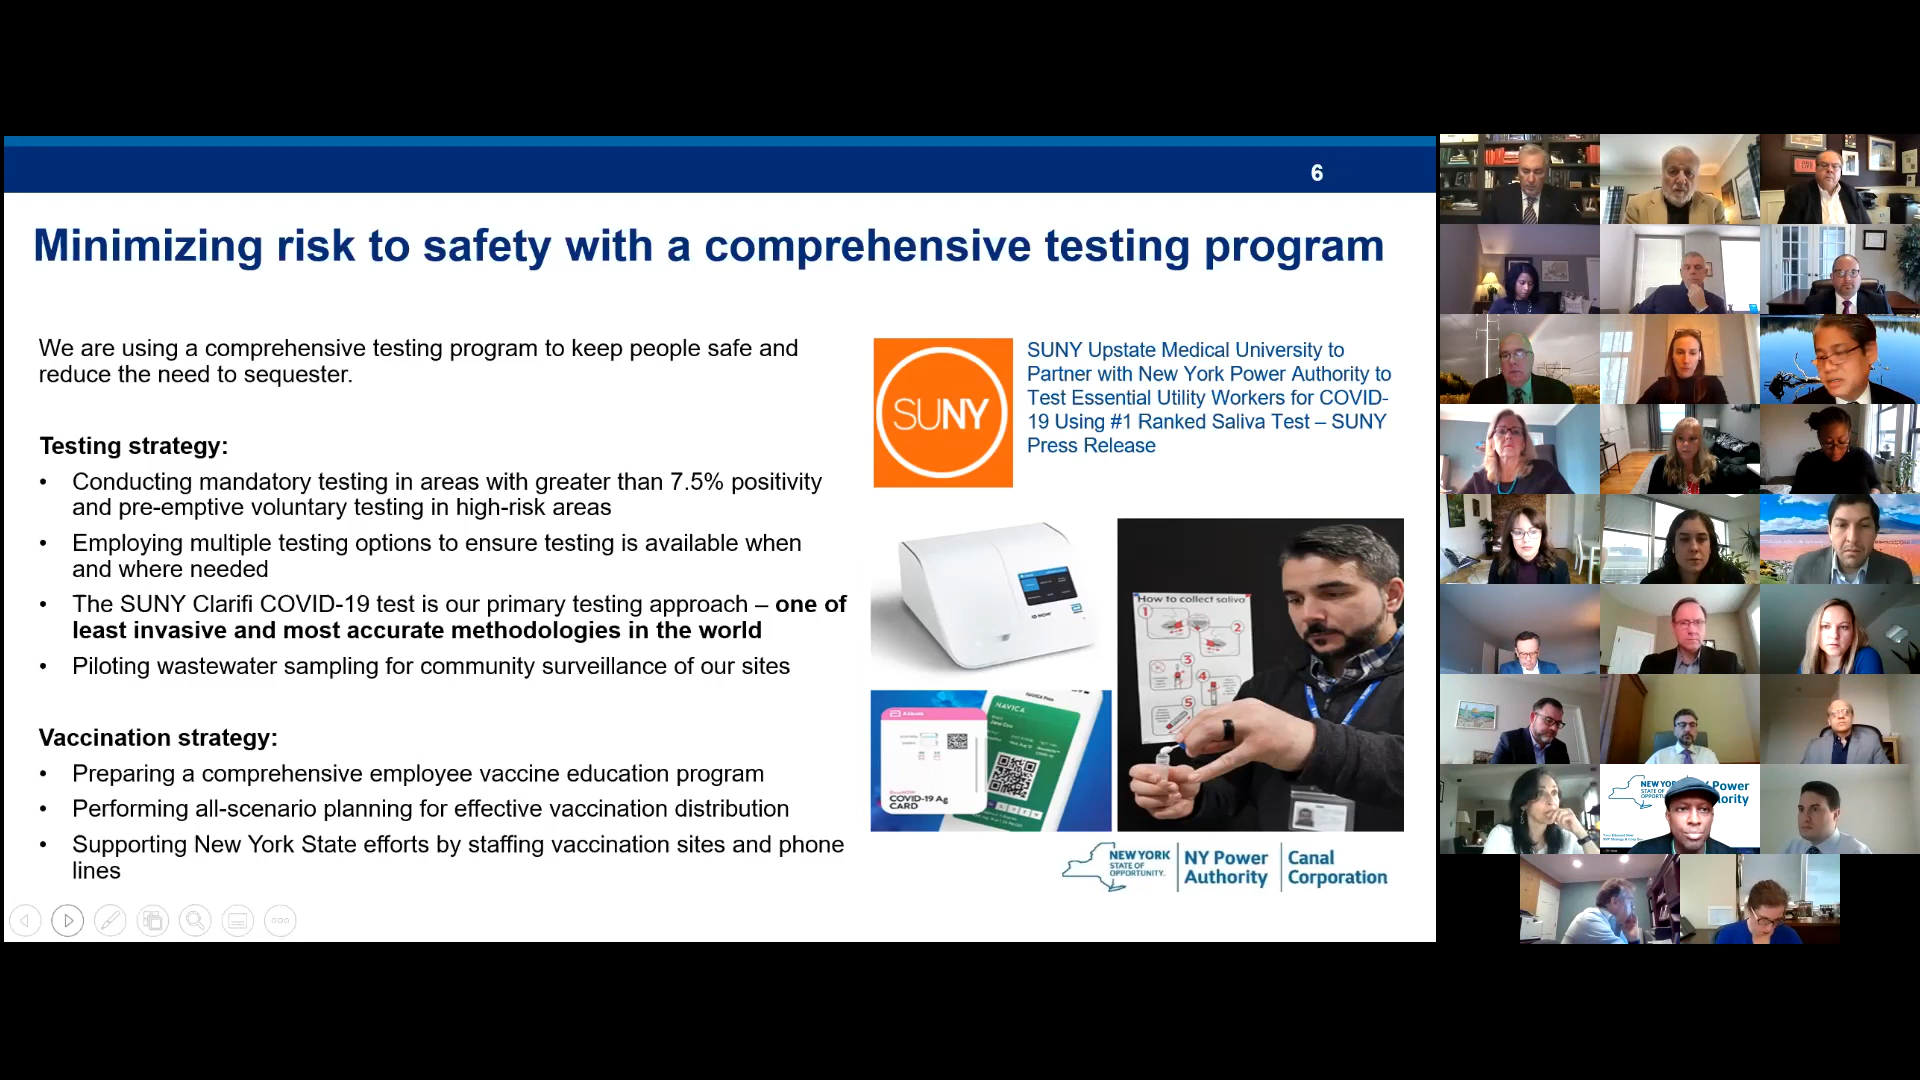 6
Minimizing risk to safety with a comprehensive testing program
We are using a comprehensive testing program to keep people safe and
reduce the need to sequester.
Testing strategy:
• Conducting mandatory testing in areas with greater than 7.5% positivity
and pre-emptive voluntary testing in high-risk areas
• Employing multiple testing options to ensure testing is available when
and where needed
• The SUNY Clarifi COVID-19 test is our primary testing approach – one of
least invasive and most accurate methodologies in the world
• Piloting wastewater sampling for community surveillance of our sites
Vaccination strategy:
• Preparing a comprehensive employee vaccine education program
• Performing all-scenario planning for effective vaccination distribution
• Supporting New York State efforts by staffing vaccination sites and phone
lines
SUNY
SUNY Upstate Medical University to
Partner with New York Power Authority to
Test Essential Utility Workers for COVID-
19 Using #1 Ranked Saliva Test – SUNY
Press Release
How to collect saliva
1
2
3
4
5
NAVICA
COVID-19 Ag
CARD
NEW YORK
STATE OF
OPPORTUNITY.
NY Power
Authority
Canal
Corporation
NEW YOR
STATE OF
OPPORTU
Power